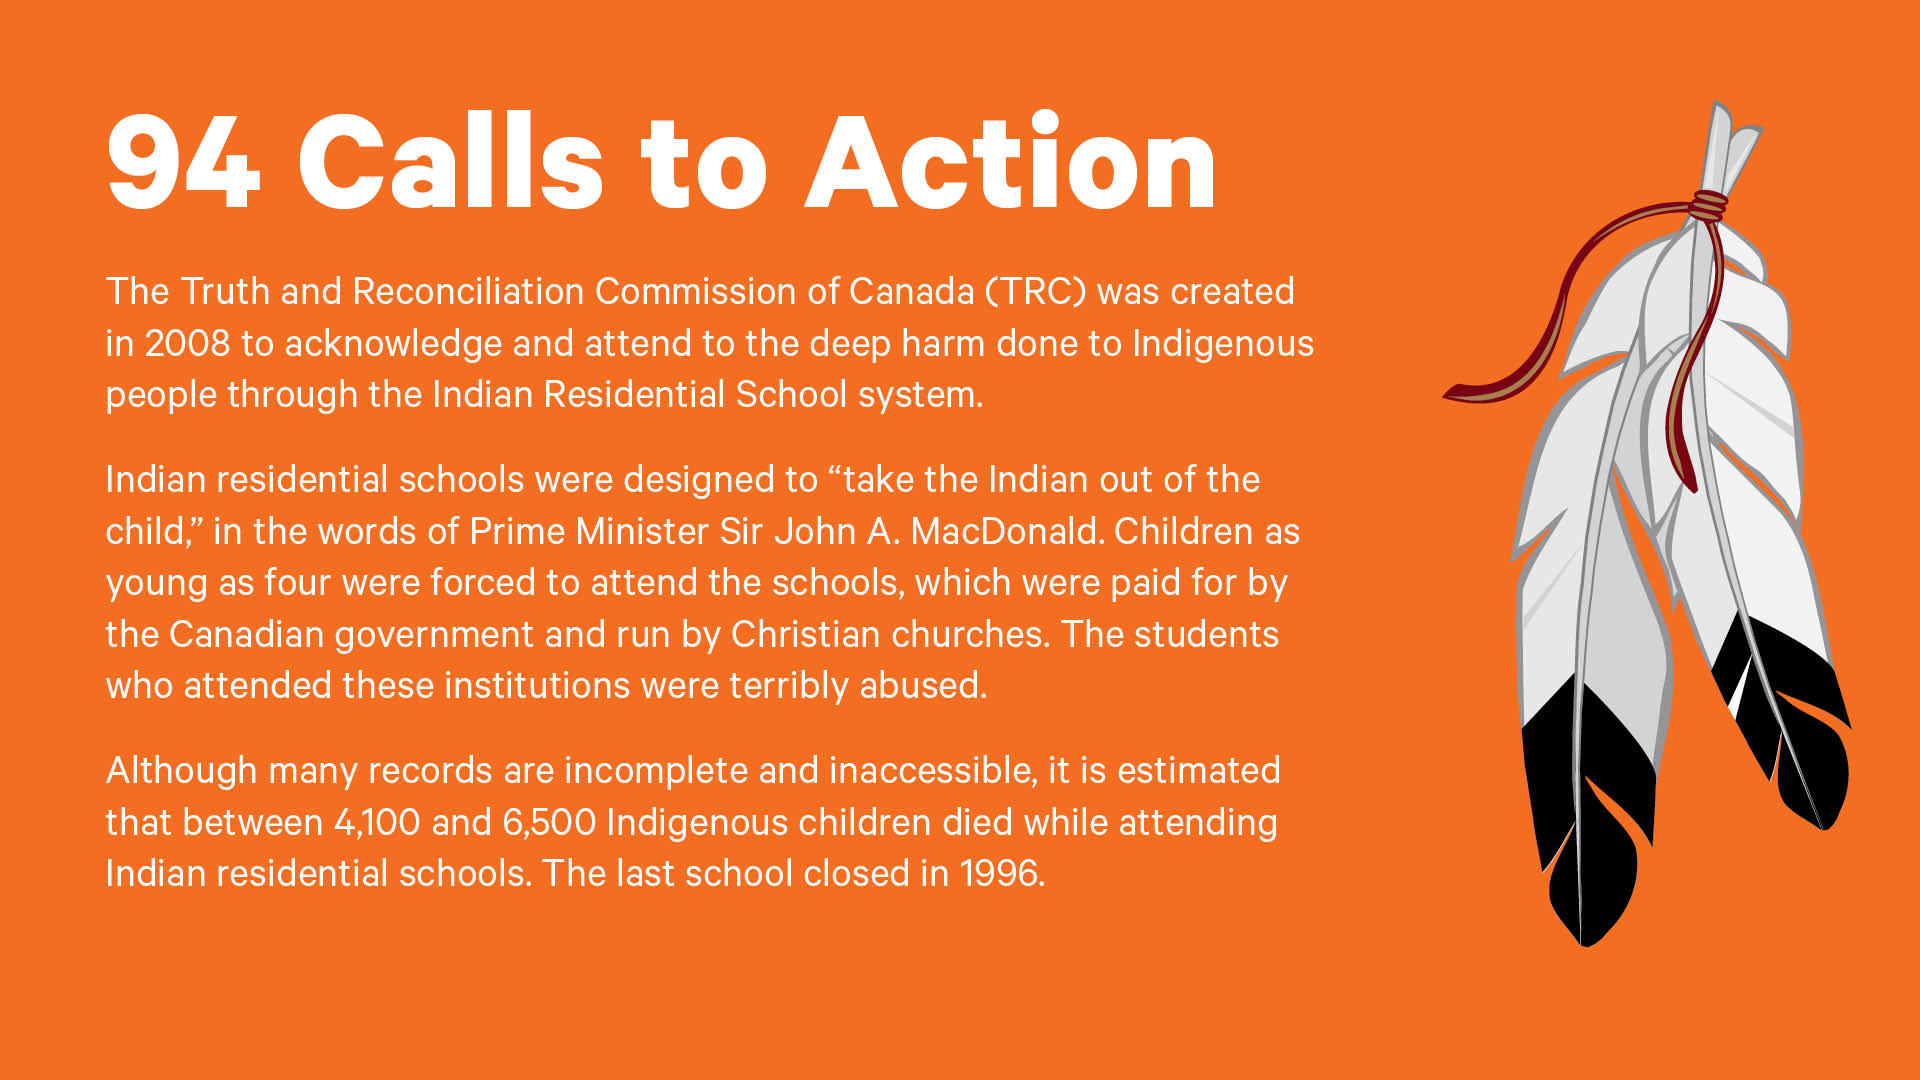 94 Calls to Action
The Truth and Reconciliation Commission of Canada (TRC) was created
in 2008 to acknowledge and attend to the deep harm done to Indigenous
people through the Indian Residential School system.
Indian residential schools were designed to “take the Indian out of the
child,” in the words of Prime Minister Sir John A. MacDonald. Children as
young as four were forced to attend the schools, which were paid for by
the Canadian government and run by Christian churches. The students
who attended these institutions were terribly abused.
Although many records are incomplete and inaccessible, it is estimated
that between 4,100 and 6,500 Indigenous children died while attending
Indian residential schools. The last school closed in 1996.